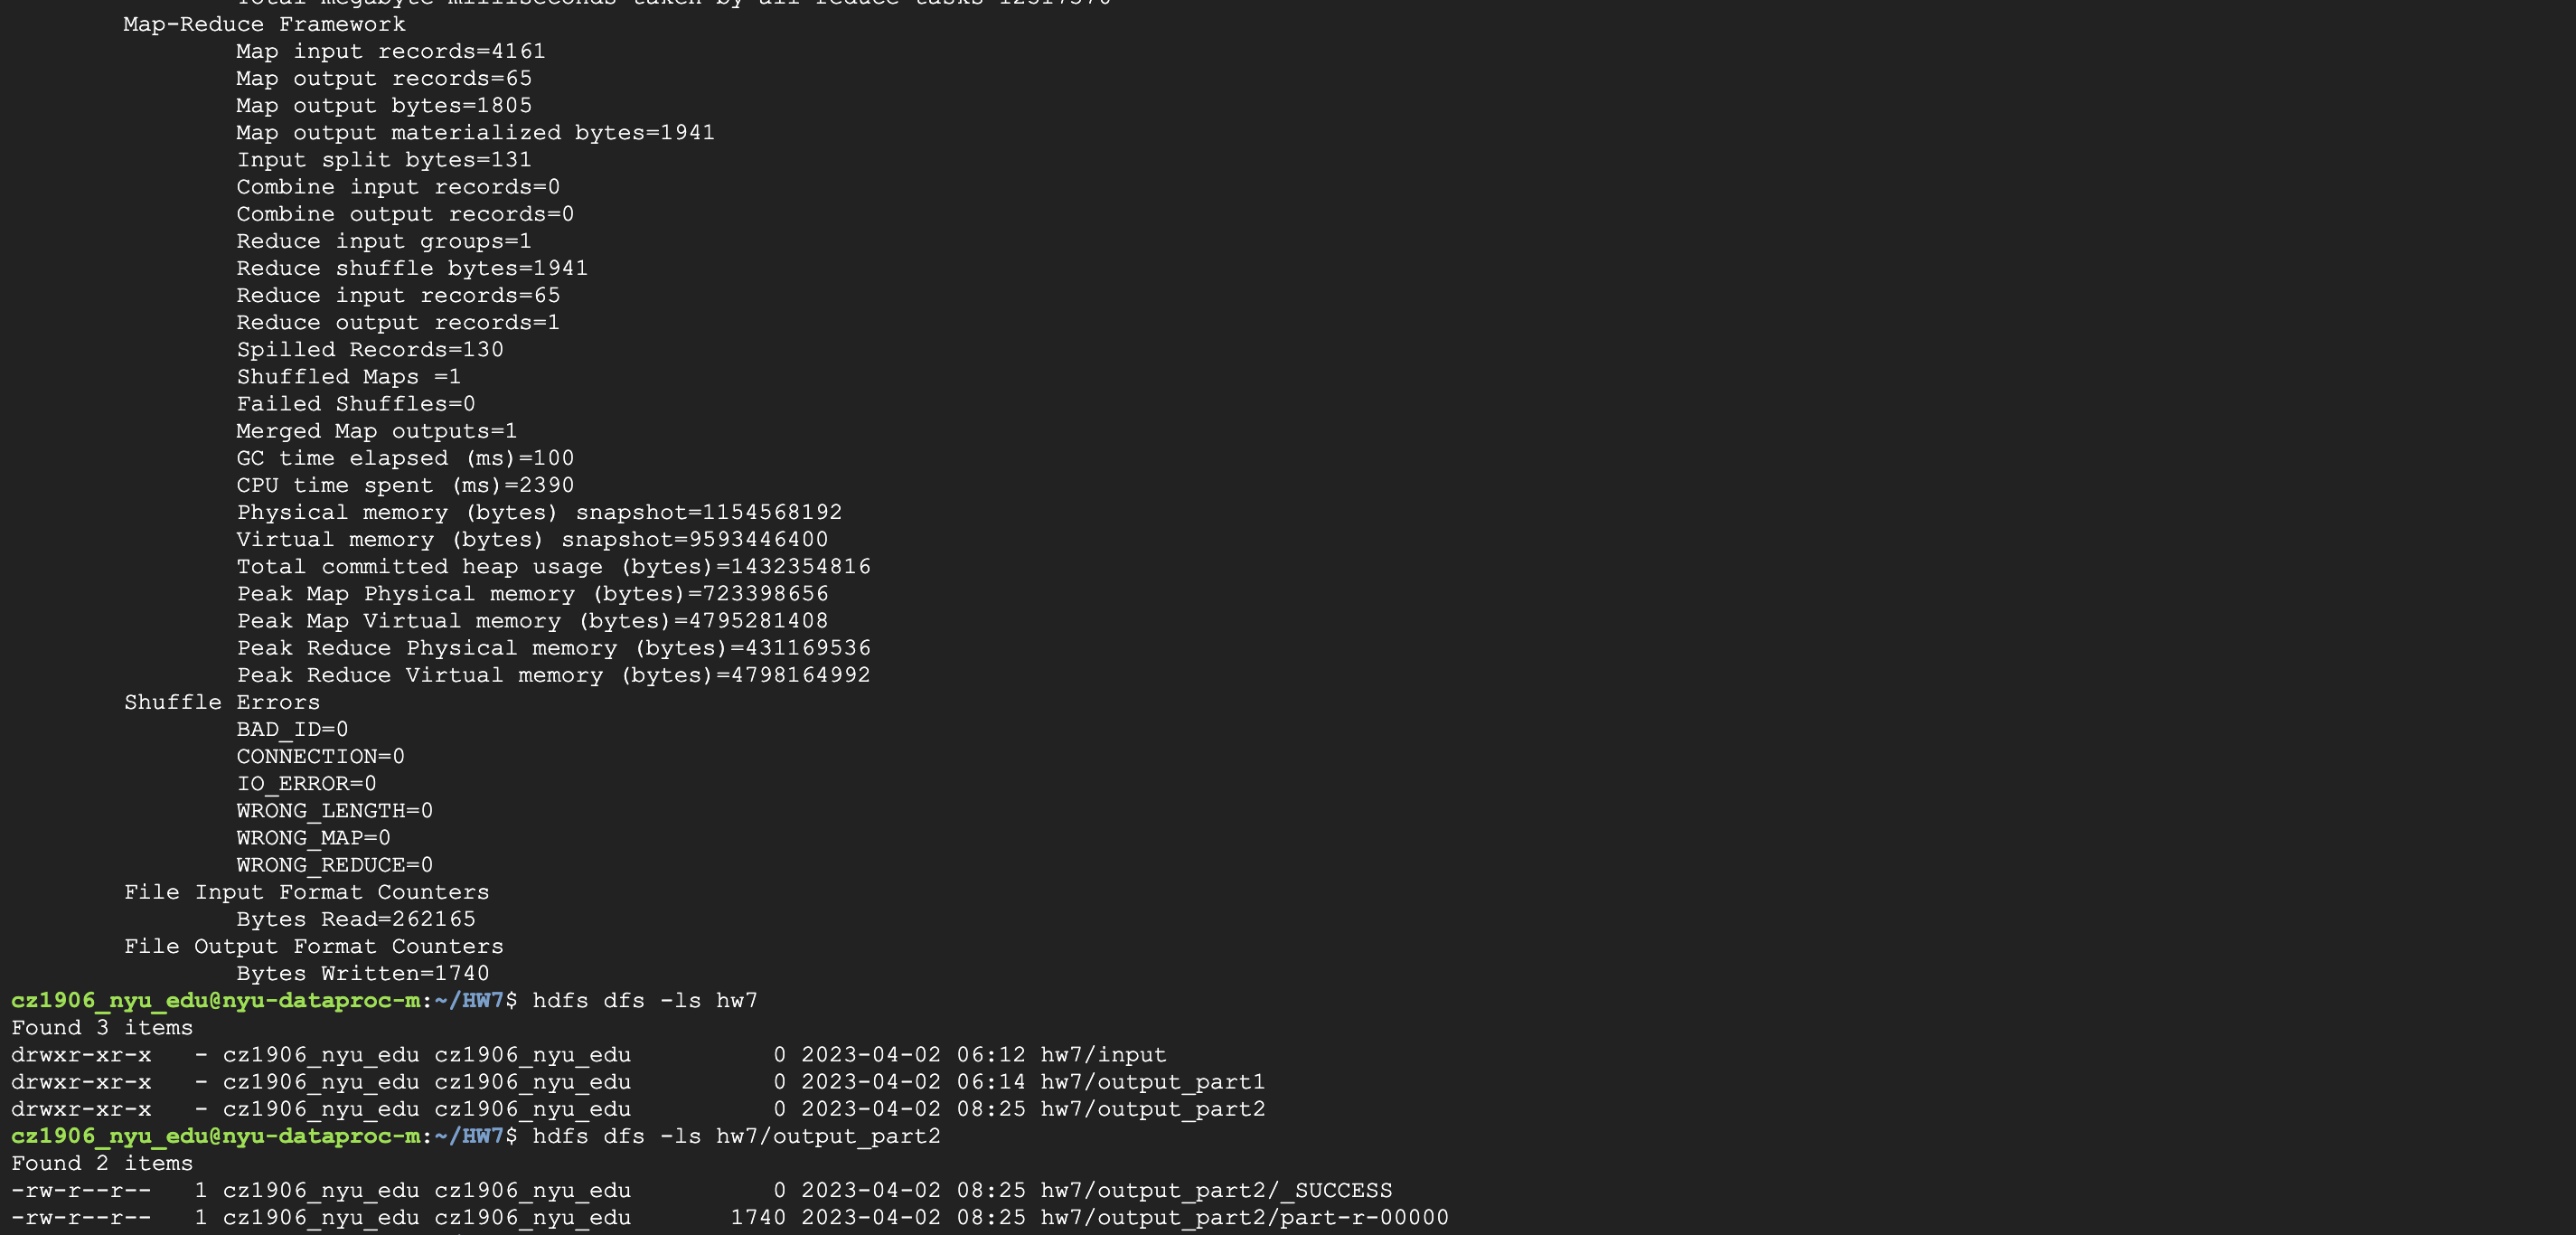 Total megabyte-milliseconds taken by all reduce tasks
Map-Reduce Framework
Map input records=4161
Map output records=65
Map output bytes=1805
Map output materialized bytes=1941
Input split bytes=131
Combine input records=0
Combine output records=0
Reduce input groups=1
Reduce shuffle bytes=1941
Reduce input records=65
Reduce output records=1
Spilled Records=130
Shuffled Maps =1
Failed Shuffles=0
Merged Map outputs=1
GC time elapsed (ms)=100
CPU time spent (ms)=2390
Physical memory (bytes) snapshot=1154568192
Virtual memory (bytes) snapshot=9593446400
Total committed heap usage (bytes)=1432354816
Peak Map Physical memory (bytes)=723398656
Peak Map Virtual memory (bytes)=4795281408
Peak Reduce Physical memory (bytes)=431169536
Peak Reduce Virtual memory (bytes)=4798164992
Shuffle Errors
BAD_ID=0
CONNECTION=0
IO_ERROR=0
WRONG_LENGTH=0
WRONG_MAP=0
WRONG_REDUCE=0
File Input Format Counters
Bytes Read=262165
File Output Format Counters
Bytes Written=1740
cz1906_nyu_edu@nyu-dataproc-m:~/HW7$ hdfs dfs -ls hw7
Found 3 items
drwxr-xr-x   - cz1906_nyu_edu cz1906_nyu_edu          0 2023-04-02 06:12 hw7/input
drwxr-xr-x   - cz1906_nyu_edu cz1906_nyu_edu          0 2023-04-02 06:14 hw7/output_part1
drwxr-xr-x   - cz1906_nyu_edu cz1906_nyu_edu          0 2023-04-02 08:25 hw7/output_part2
cz1906_nyu_edu@nyu-dataproc-m:~/HW7$ hdfs dfs -ls hw7/output_part2
Found 2 items
-rw-r--r--   1 cz1906_nyu_edu cz1906_nyu_edu          0 2023-04-02 08:25 hw7/output_part2/_SUCCESS
-rw-r--r--   1 cz1906_nyu_edu cz1906_nyu_edu       1740 2023-04-02 08:25 hw7/output_part2/part-r-00000